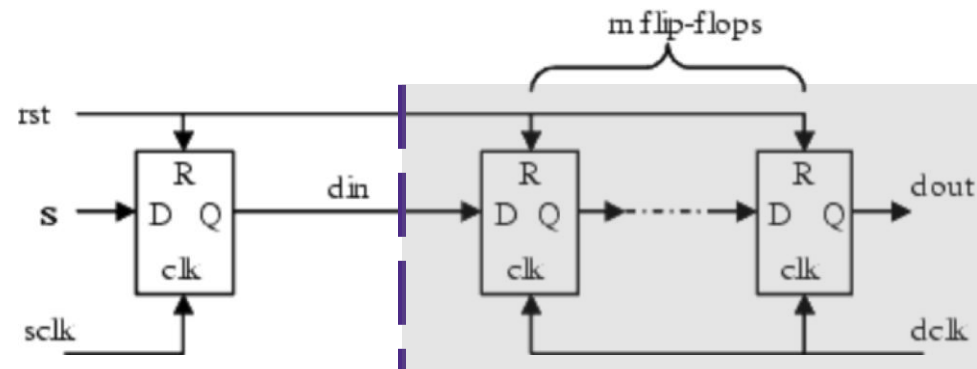 m flip-flops
rst
R R R
s D Q din D Q D Q dout
clk clk clk
sclk dclk